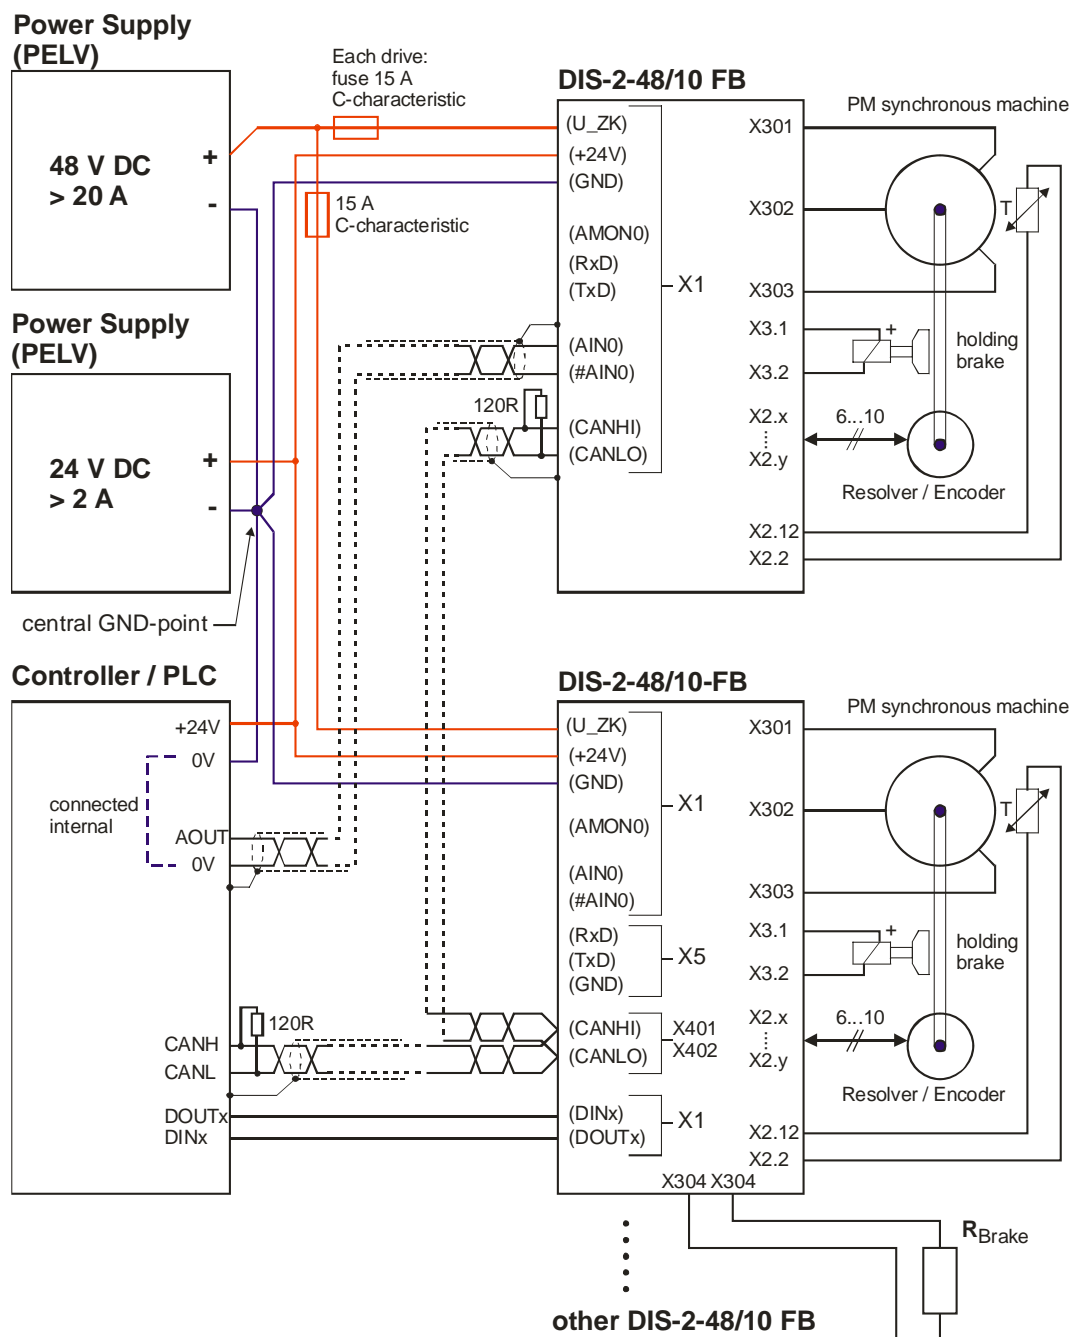 Power Supply
(PELV)
48 V DC
> 20 A
+
-
Each drive:
fuse 15 A
C-characteristic
15 A
C-characteristic
Power Supply
(PELV)
24 V DC
> 2 A
+
-
central GND-point
DIS-2-48/10 FB
(U_ZK)
(+24V)
(GND)
(AMON0)
(RxD)
(TxD)
X1
(AIN0)
(#AIN0)
120R
(CANHI)
(CANLO)
PM synchronous machine
X301
X302
T
X303
X3.1
+
holding
brake
X3.2
X2.x
6...10
X2.y
Resolver / Encoder
X2.12
X2.2
Controller / PLC
+24V
0V
connected
internal
AOUT
0V
120R
CANH
CANL
DOUTx
DINx
DIS-2-48/10-FB
(U_ZK)
(+24V)
(GND)
X1
(AMON0)
(AIN0)
(#AIN0)
(RxD)
(TxD)
X5
(GND)
(CANHI)
X401
(CANLO)
X402
(DINx)
X1
(DOUTx)
PM synchronous machine
X301
X302
T
X303
X3.1
+
holding
brake
X3.2
X2.x
6...10
X2.y
Resolver / Encoder
X2.12
X2.2
X304 X304
RBrake
other DIS-2-48/10 FB